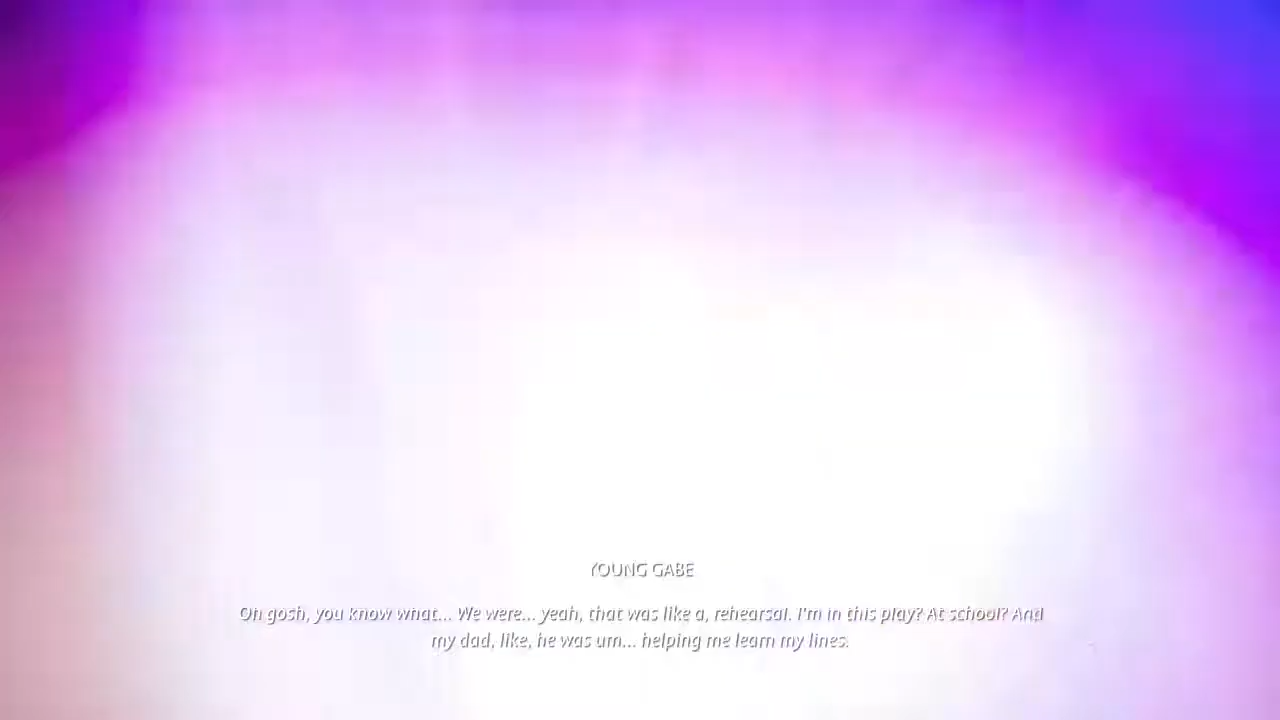 YOUNG GABE
Oh gosh, you know what... We were... yeah, that was like a, rehearsal. I'm in this play? At school? And
my dad, like, he was um... helping me learn my lines.